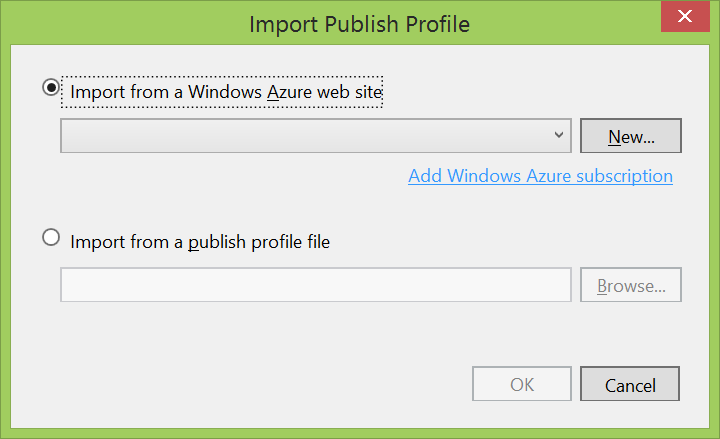 Import Publish Profile
Import from a Windows Azure web site
New...
Add Windows Azure subscription
Import from a publish profile file
Browse...
OK
Cancel